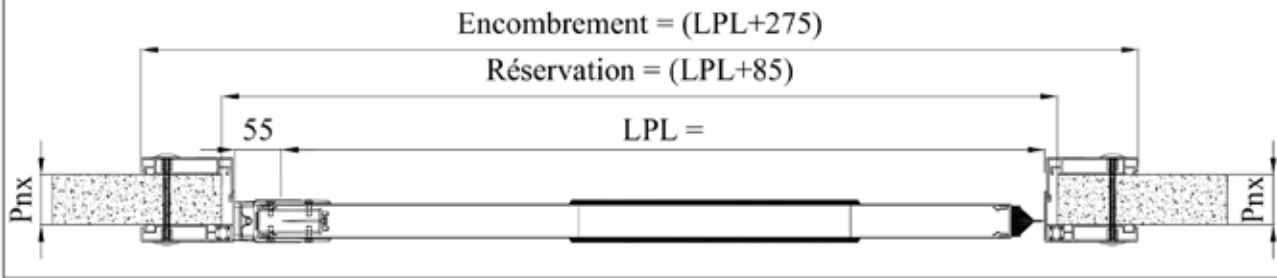 Encombrement = (LPL+275)
Réservation = (LPL+85)
55
LPL =
Pnx
Pnx